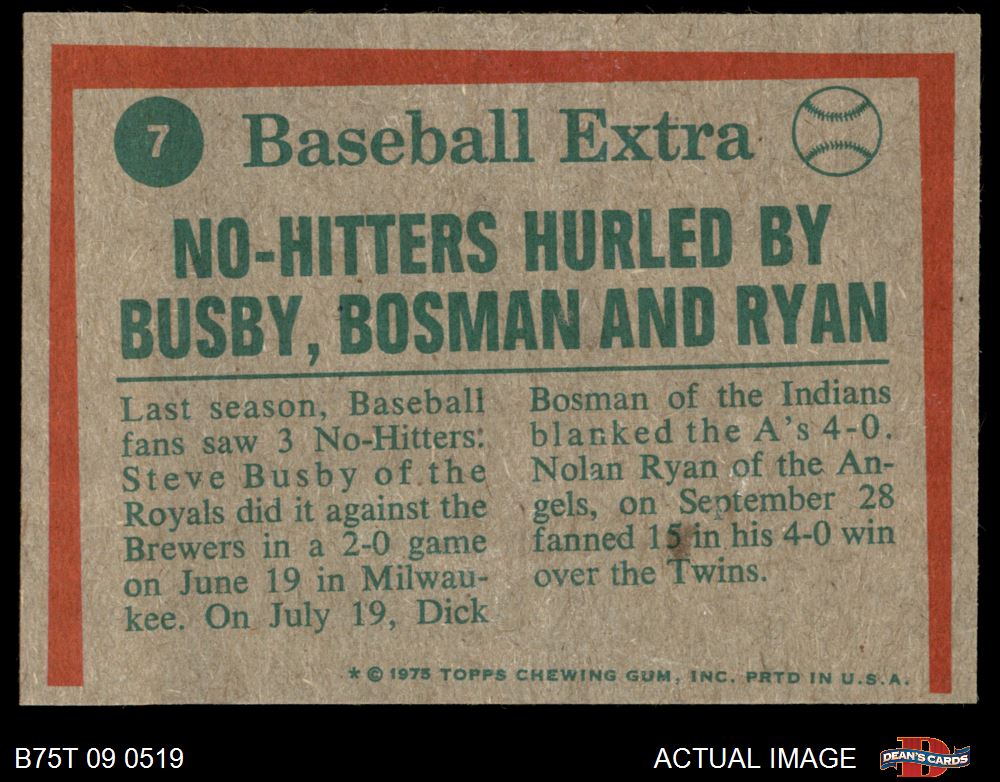 7
Baseball Extra
NO-HITTERS HURLED BY
BUSBY, BOSMAN AND RYAN
Last season, Baseball
fans saw 3 No-Hitters:
Steve Busby of the
Royals did it against the
Brewers in a 2-0 game
on June 19 in Milwau-
kee. On July 19, Dick
Bosman of the Indians
blanked the A's 4-0.
Nolan Ryan of the An-
gels, on September 28
fanned 15 in his 4-0 win
over the Twins.
* © 1975 TOPPS CHEWING GUM, INC. PRTD IN U.S.A.
B75T 09 0519
ACTUAL IMAGE
D
DEAN'S CARDS